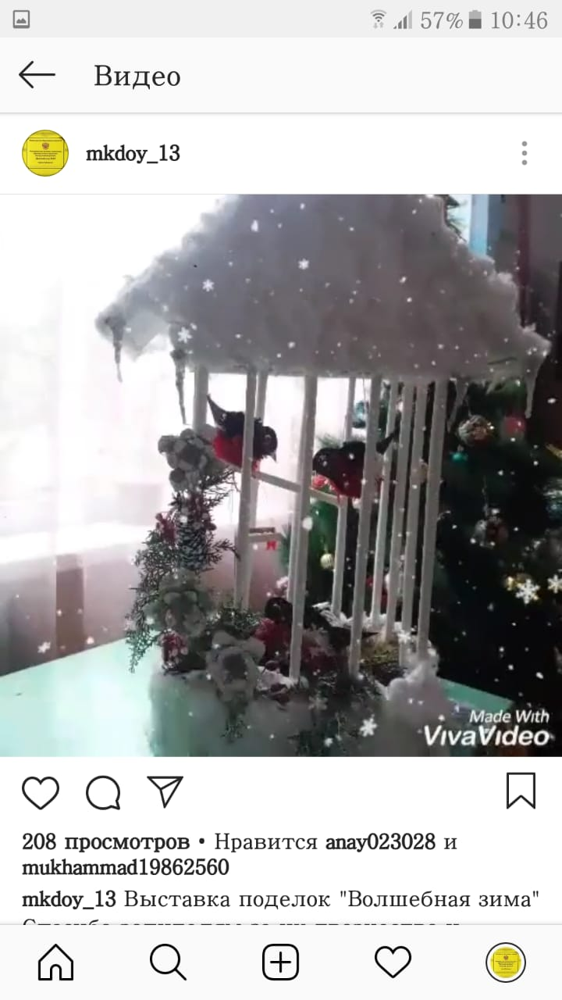 57% 10:46
Видео
mkdoy_13
Made With
VivaVideo
208 просмотров • Нравится anay023028 и
mukhammad19862560
mkdoy_13 Выставка поделок "Волшебная зима"